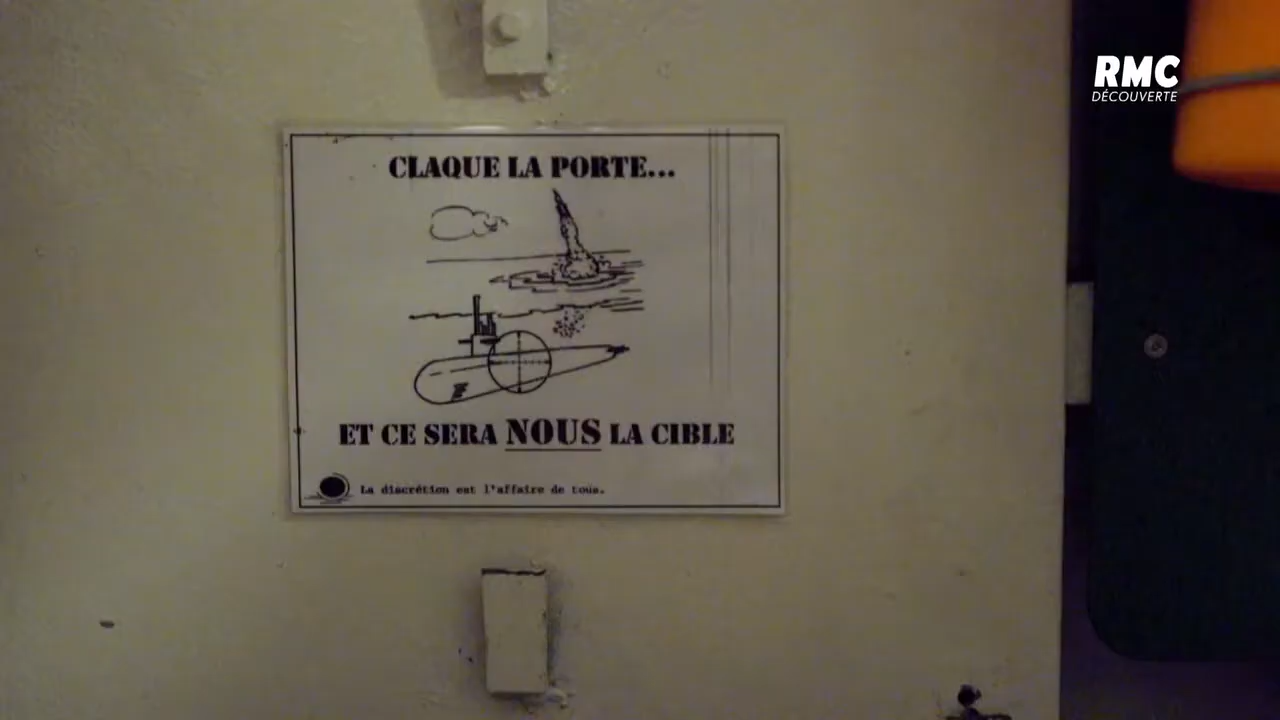 RMC
DÉCOUVERTE
CLAQUE LA PORTE...
ET CE SERA NOUS LA CIBLE
La discrétion est l'affaire de tous.